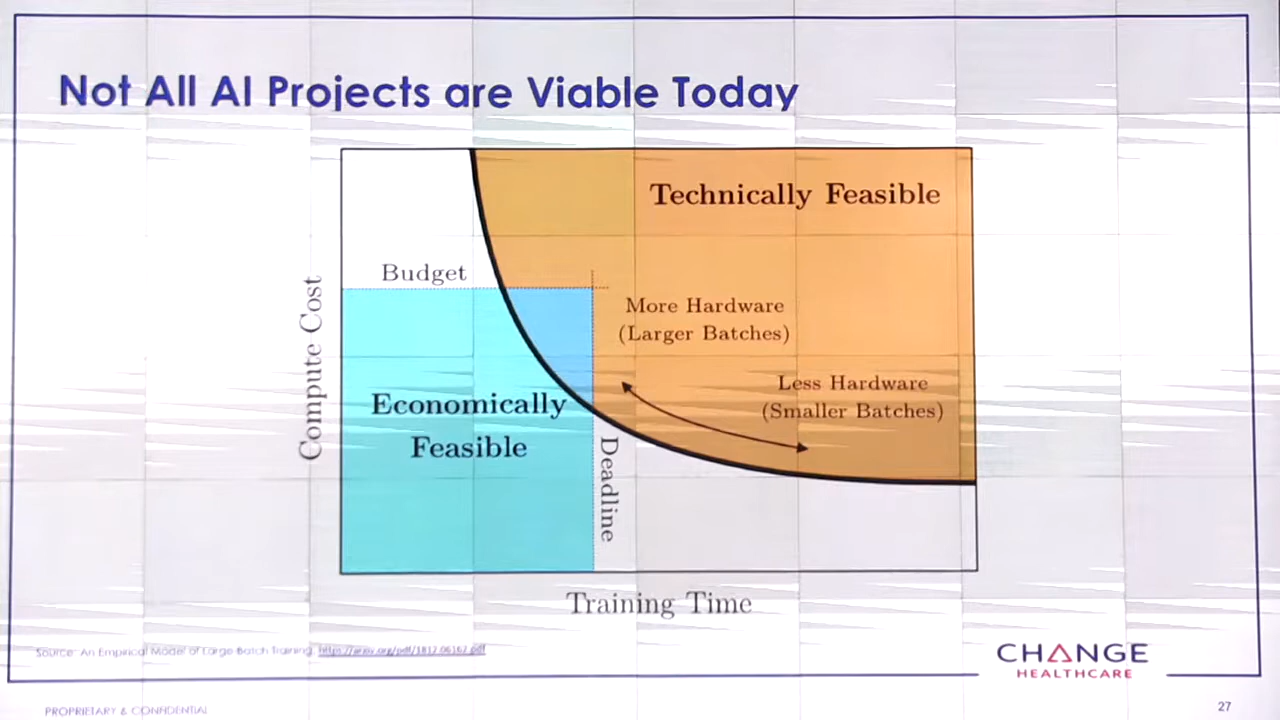 Not All AI Projects are Viable Today
Technically Feasible
Budget
More Hardware
(Larger Batches)
Less Hardware
(Smaller Batches)
Economically
Feasible
Deadline
Compute Cost
Training Time
Source: An Empirical Model of Large-Batch Training, https://arxiv.org/pdf/1812.06162.pdf
CHANGE
HEALTHCARE
PROPRIETARY & CONFIDENTIAL
27